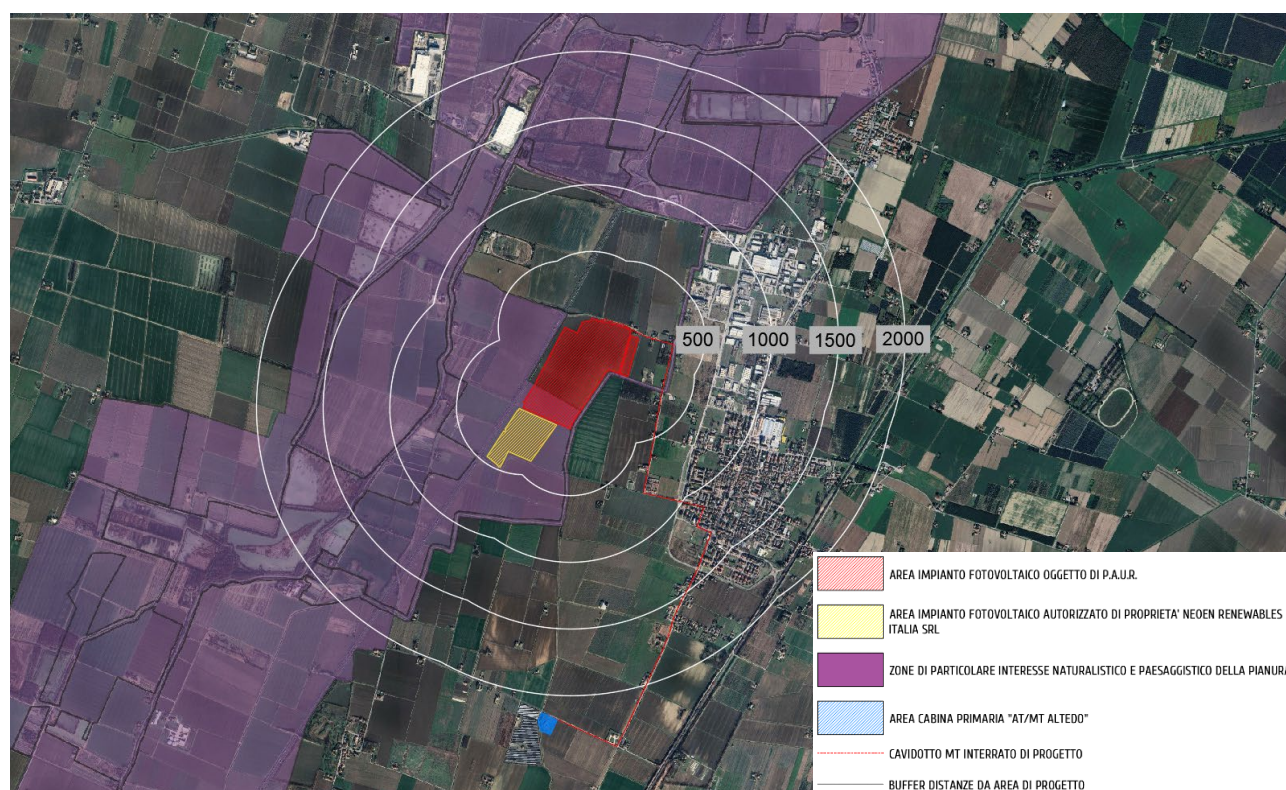 500
1000
1500
2000
AREA IMPIANTO FOTOVOLTAICO OGGETTO DI P.A.U.R.
AREA IMPIANTO FOTOVOLTAICO AUTORIZZATO DI PROPRIETA' NEOEN RENEWABLES
ITALIA SRL
ZONE DI PARTICOLARE INTERESSE NATURALISTICO E PAESAGGISTICO DELLA PIANURA
AREA CABINA PRIMARIA "AT/MT ALTEDO"
CAVIDOTTO MT INTERRATO DI PROGETTO
BUFFER DISTANZE DA AREA DI PROGETTO